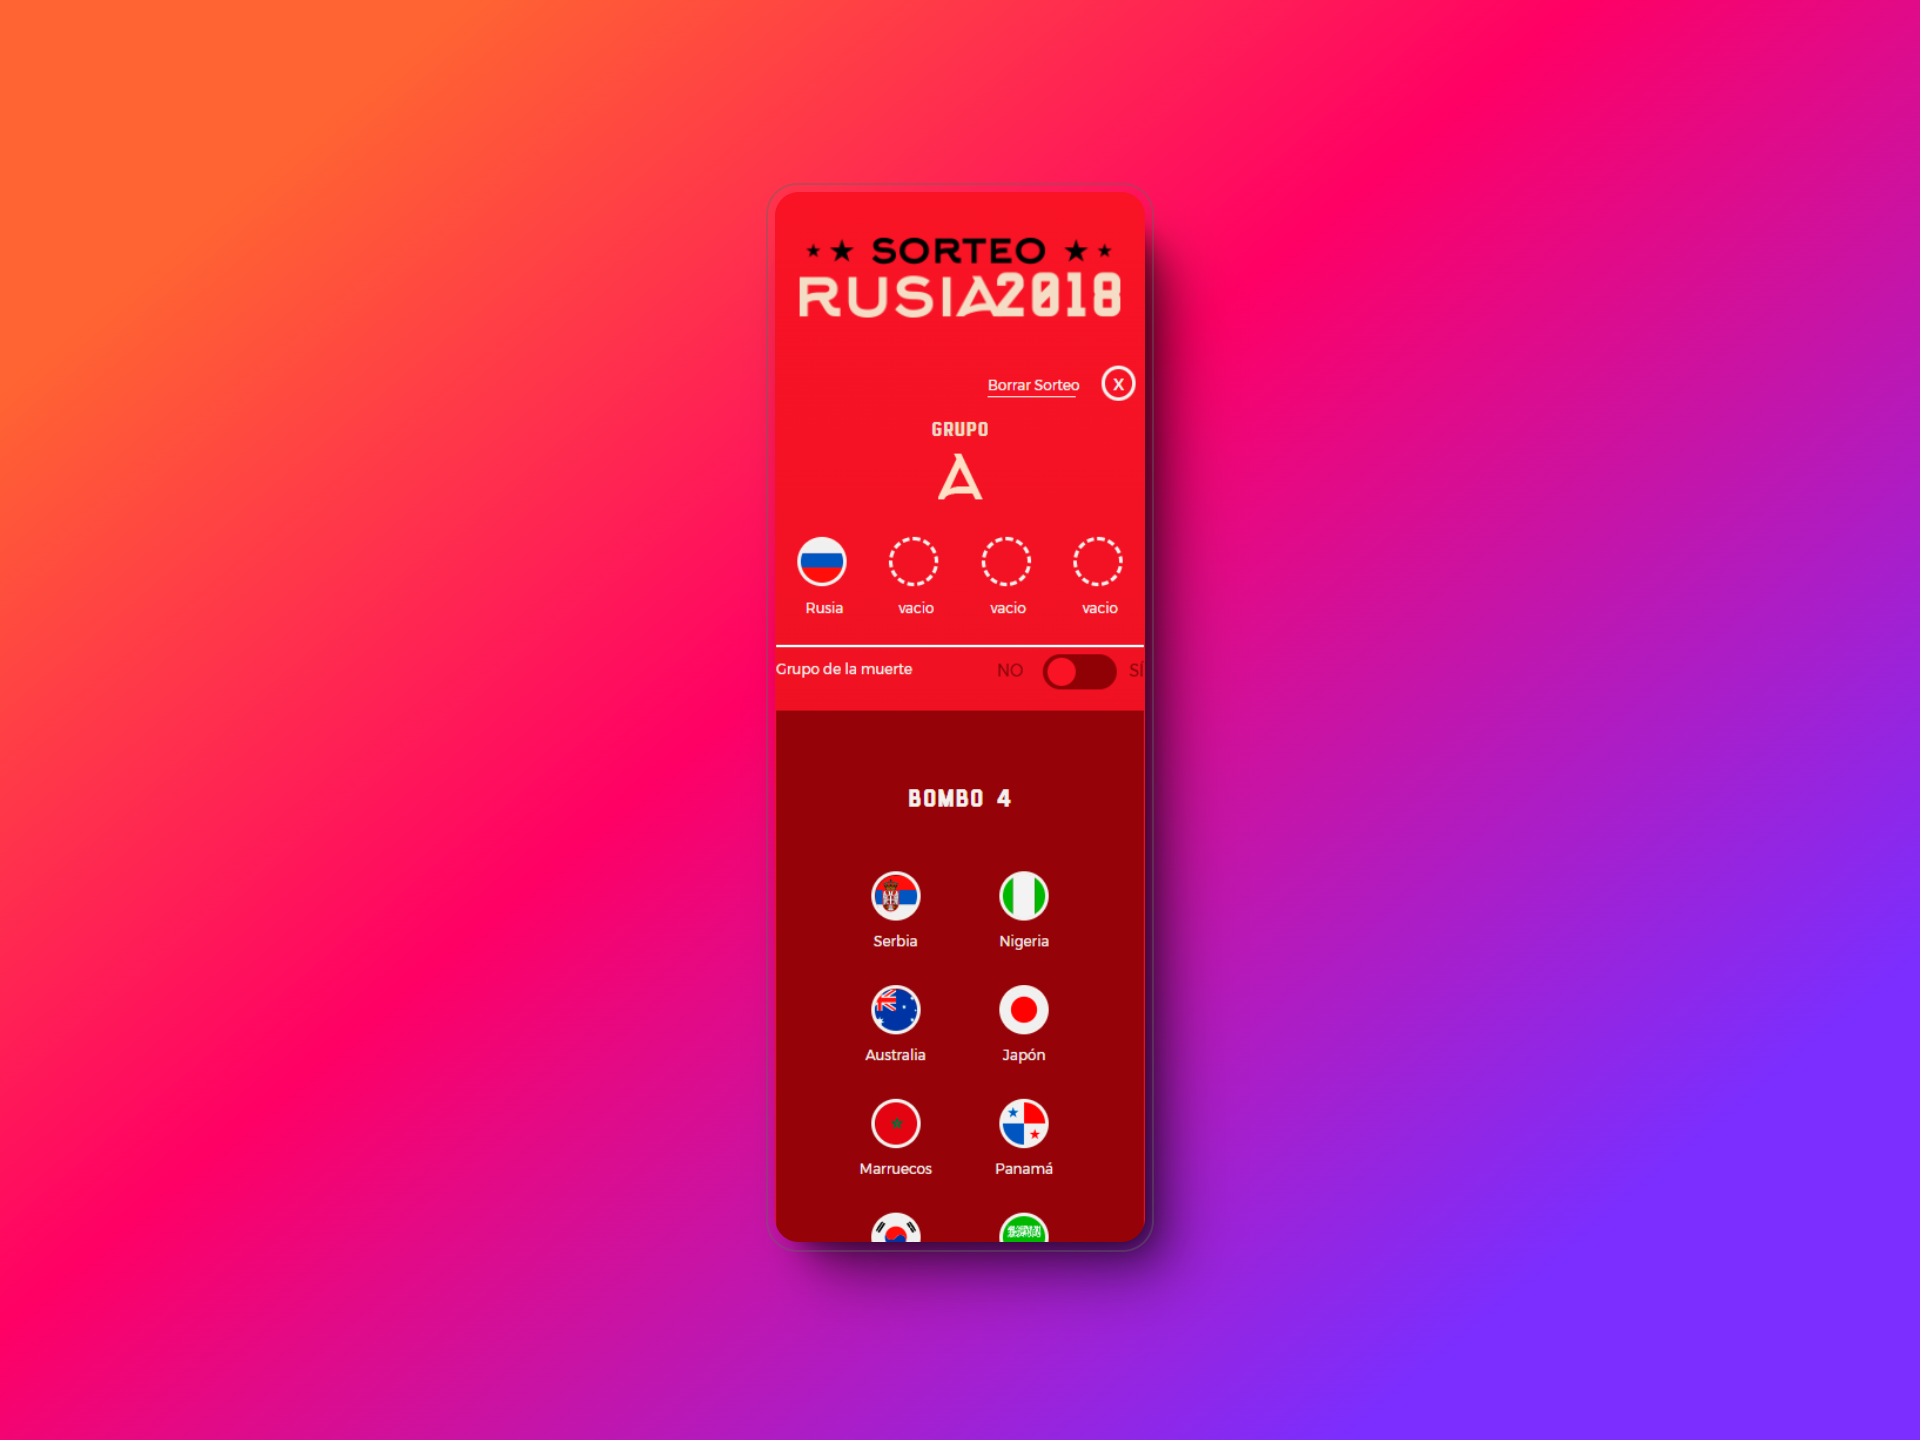 SORTEO
RUSIA2018
Borrar Sorteo X
GRUPO
A
Rusia vacio vacio vacio
Grupo de la muerte NO SÍ
BOMBO 4
Serbia Nigeria
Australia Japón
Marruecos Panamá